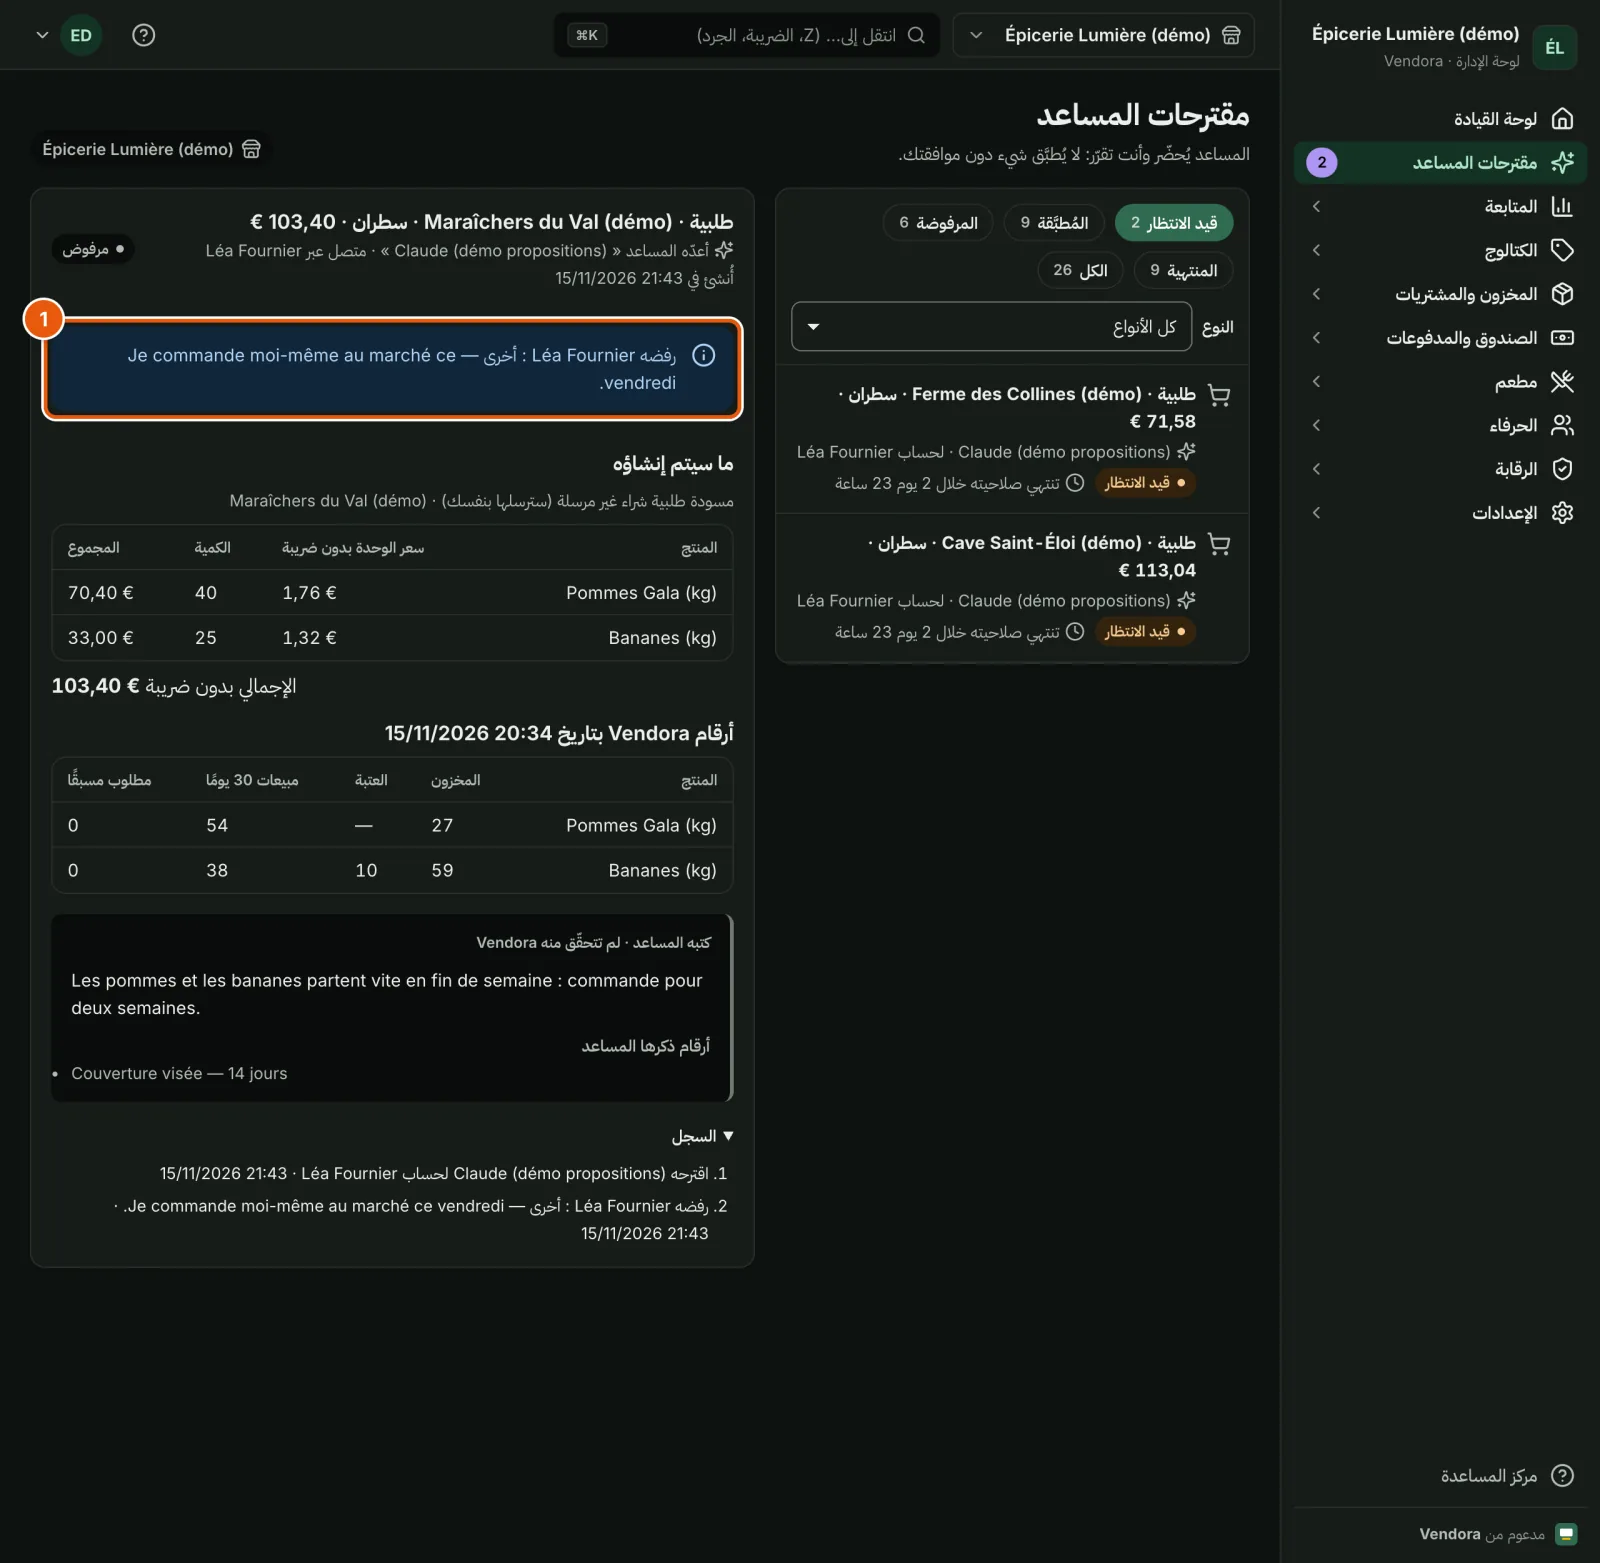 Épicerie Lumière (démo)
ÉL
لوحة الإدارة · Vendora
لوحة القيادة
مقترحات المساعد
2
المتابعة
الكتالوج
المخزون والمشتريات
الصندوق والمدفوعات
مطعم
الحرفاء
الرقابة
الإعدادات
مركز المساعدة
مدعوم من Vendora
Épicerie Lumière (démo)
انتقل إلى... (Z، الضريبة، الجرد)
⌘K
ED
مقترحات المساعد
المساعد يُحضّر وأنت تقرّر: لا يُطبَّق شيء دون موافقتك.
Épicerie Lumière (démo)
قيد الانتظار 2
المُطبَّقة 9
المرفوضة 6
المنتهية 9
الكل 26
النوع
كل الأنواع
طلبية · Ferme des Collines (démo) · سطران ·
71,58 €
Claude (démo propositions) · لحساب Léa Fournier
قيد الانتظار
تنتهي صلاحيته خلال 2 يوم 23 ساعة
طلبية · Cave Saint-Éloi (démo) · سطران ·
113,04 €
Claude (démo propositions) · لحساب Léa Fournier
قيد الانتظار
تنتهي صلاحيته خلال 2 يوم 23 ساعة
طلبية · Maraîchers du Val (démo) · سطران · 103,40 €
أعدّه المساعد « Claude (démo propositions) » · متصل عبر Léa Fournier
أُنشئ في 15/11/2026 21:43
مرفوض
1
رفضه Léa Fournier : أخرى — Je commande moi-même au marché ce
vendredi.
ما سيتم إنشاؤه
مسودة طلبية شراء غير مرسلة (سترسلها بنفسك) · Maraîchers du Val (démo)
المنتج سعر الوحدة بدون ضريبة الكمية المجموع
Pommes Gala (kg) 1,76 € 40 70,40 €
Bananes (kg) 1,32 € 25 33,00 €
الإجمالي بدون ضريبة 103,40 €
أرقام Vendora بتاريخ 15/11/2026 20:34
المنتج المخزون العتبة مبيعات 30 يومًا مطلوب مسبقًا
Pommes Gala (kg) 27 — 54 0
Bananes (kg) 59 10 38 0
كتبه المساعد · لم تتحقّق منه Vendora
Les pommes et les bananes partent vite en fin de semaine : commande pour
deux semaines.
أرقام ذكرها المساعد
• Couverture visée — 14 jours
▼ السجل
1. اقترحه Claude (démo propositions) لحساب Léa Fournier · 15/11/2026 21:43
2. رفضه Léa Fournier : أخرى — Je commande moi-même au marché ce vendredi. ·
15/11/2026 21:43